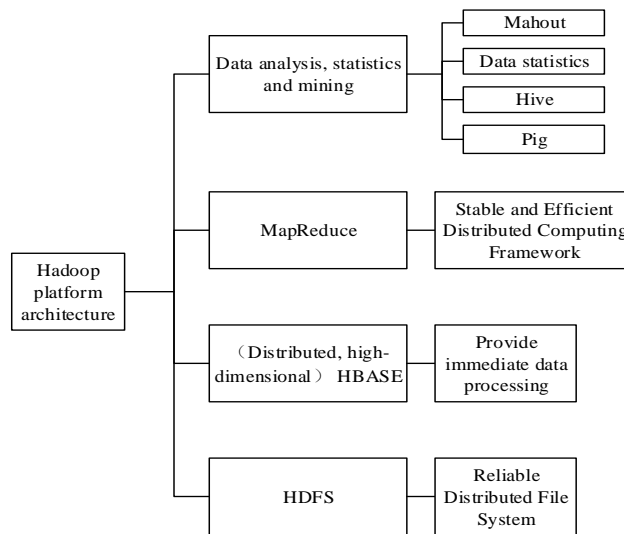 Mahout
Data analysis, statistics
and mining
Data statistics
Hive
Pig
MapReduce
Stable and Efficient
Distributed Computing
Framework
Hadoop
platform
architecture
（Distributed, high-
dimensional） HBASE
Provide
immediate data
processing
HDFS
Reliable
Distributed File
System